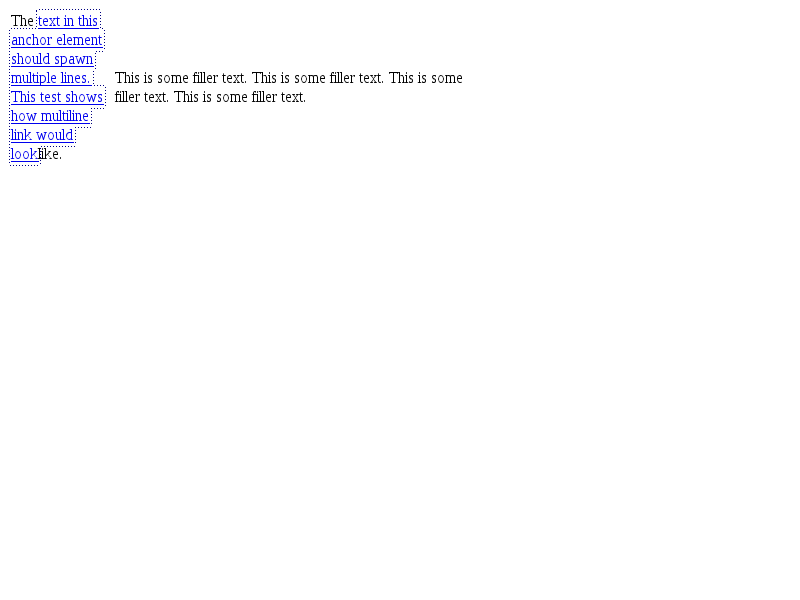 The text in this
anchor element
should spawn
multiple lines.
This test shows
how multiline
link would
look like.
This is some filler text. This is some filler text. This is some
filler text. This is some filler text.